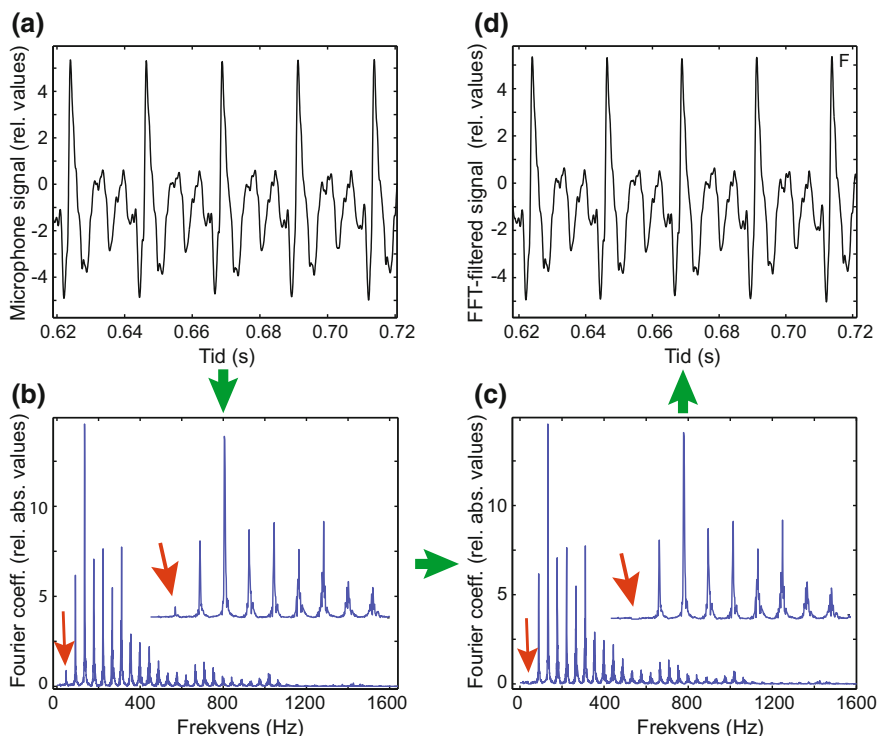 (a)
Microphone signal (rel. values)
4
2
0
-2
-4
0.62 0.64 0.66 0.68 0.70 0.72
Tid (s)
(d)
F
FFT-filtered signal (rel. values)
4
2
0
-2
-4
0.62 0.64 0.66 0.68 0.70 0.72
Tid (s)
(b)
Fourier coeff. (rel. abs. values)
10
5
0
0 400 800 1200 1600
Frekvens (Hz)
(c)
Fourier coeff. (rel. abs. values)
10
5
0
0 400 800 1200 1600
Frekvens (Hz)